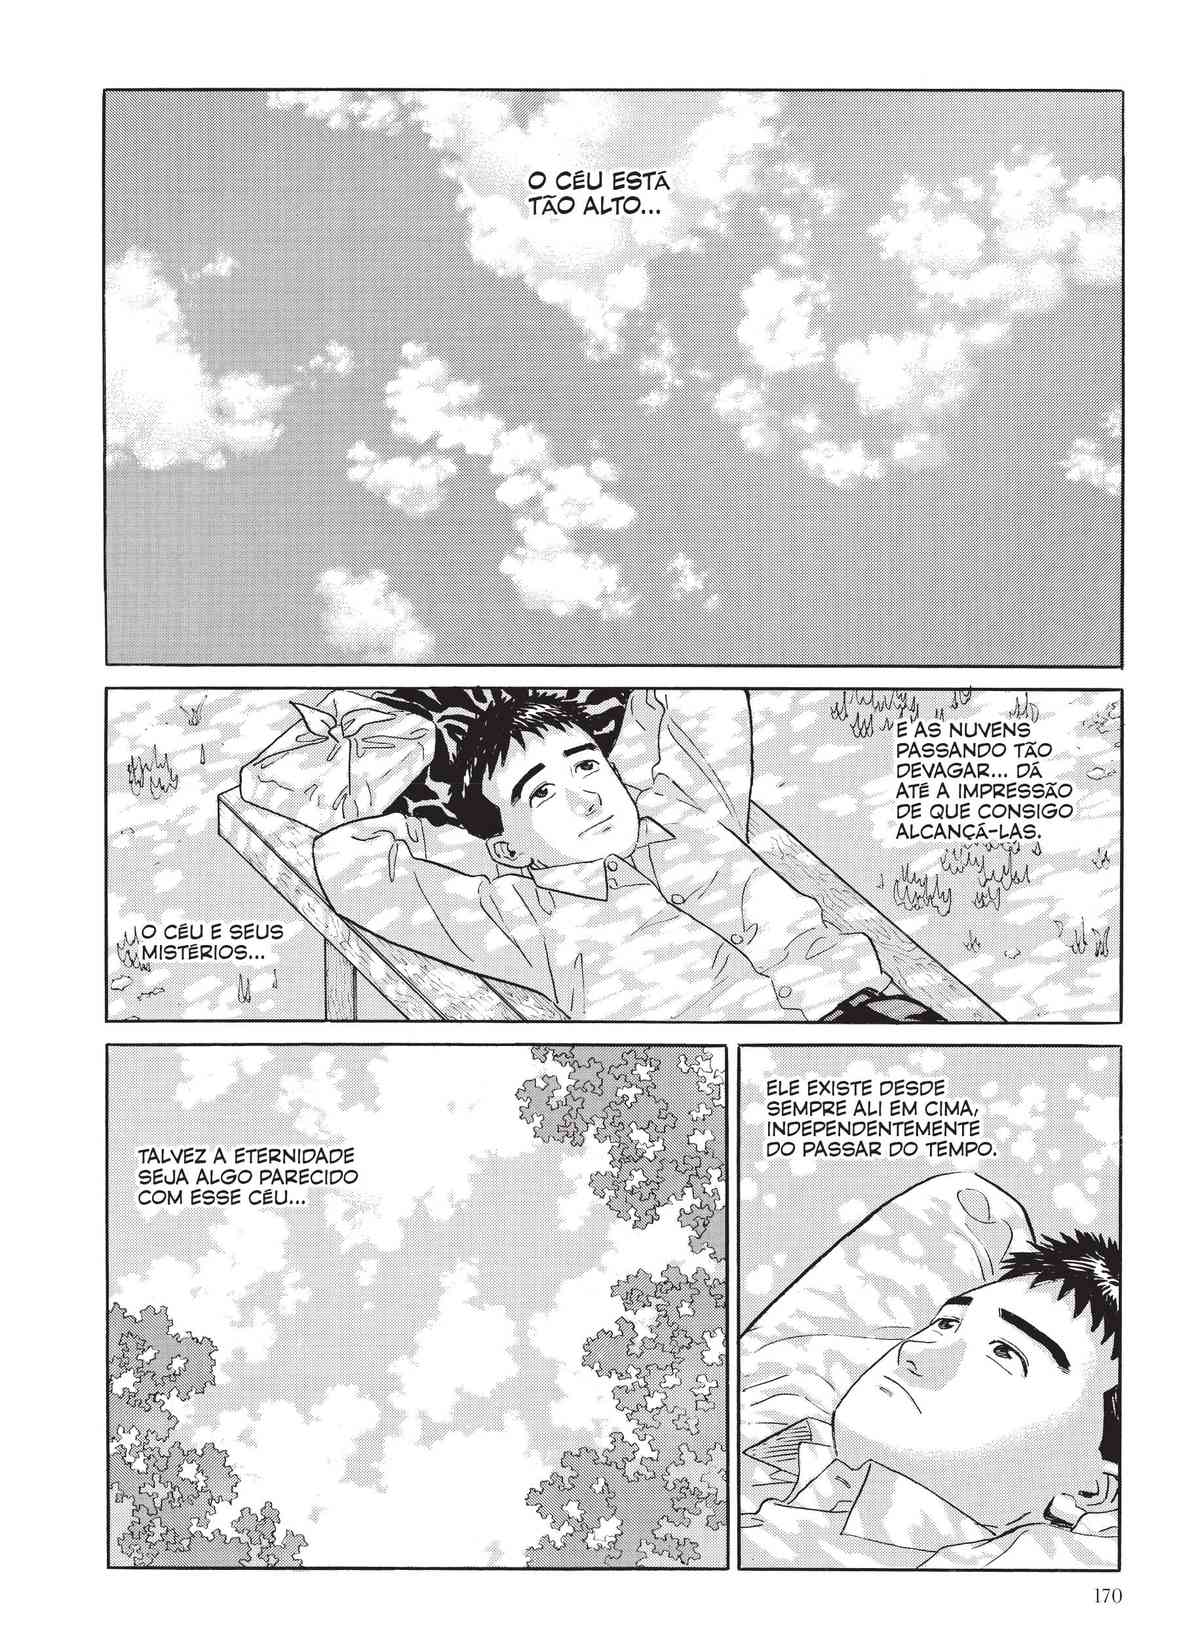 O CÉU ESTÁ
TÃO ALTO...
E AS NUVENS
PASSANDO TÃO
DEVAGAR... DÁ
ATÉ A IMPRESSÃO
DE QUE CONSIGO
ALCANÇÁ-LAS.
O CÉU E SEUS
MISTÉRIOS...
TALVEZ A ETERNIDADE
SEJA ALGO PARECIDO
COM ESSE CÉU...
ELE EXISTE DESDE
SEMPRE ALI EM CIMA,
INDEPENDENTEMENTE
DO PASSAR DO TEMPO.
170